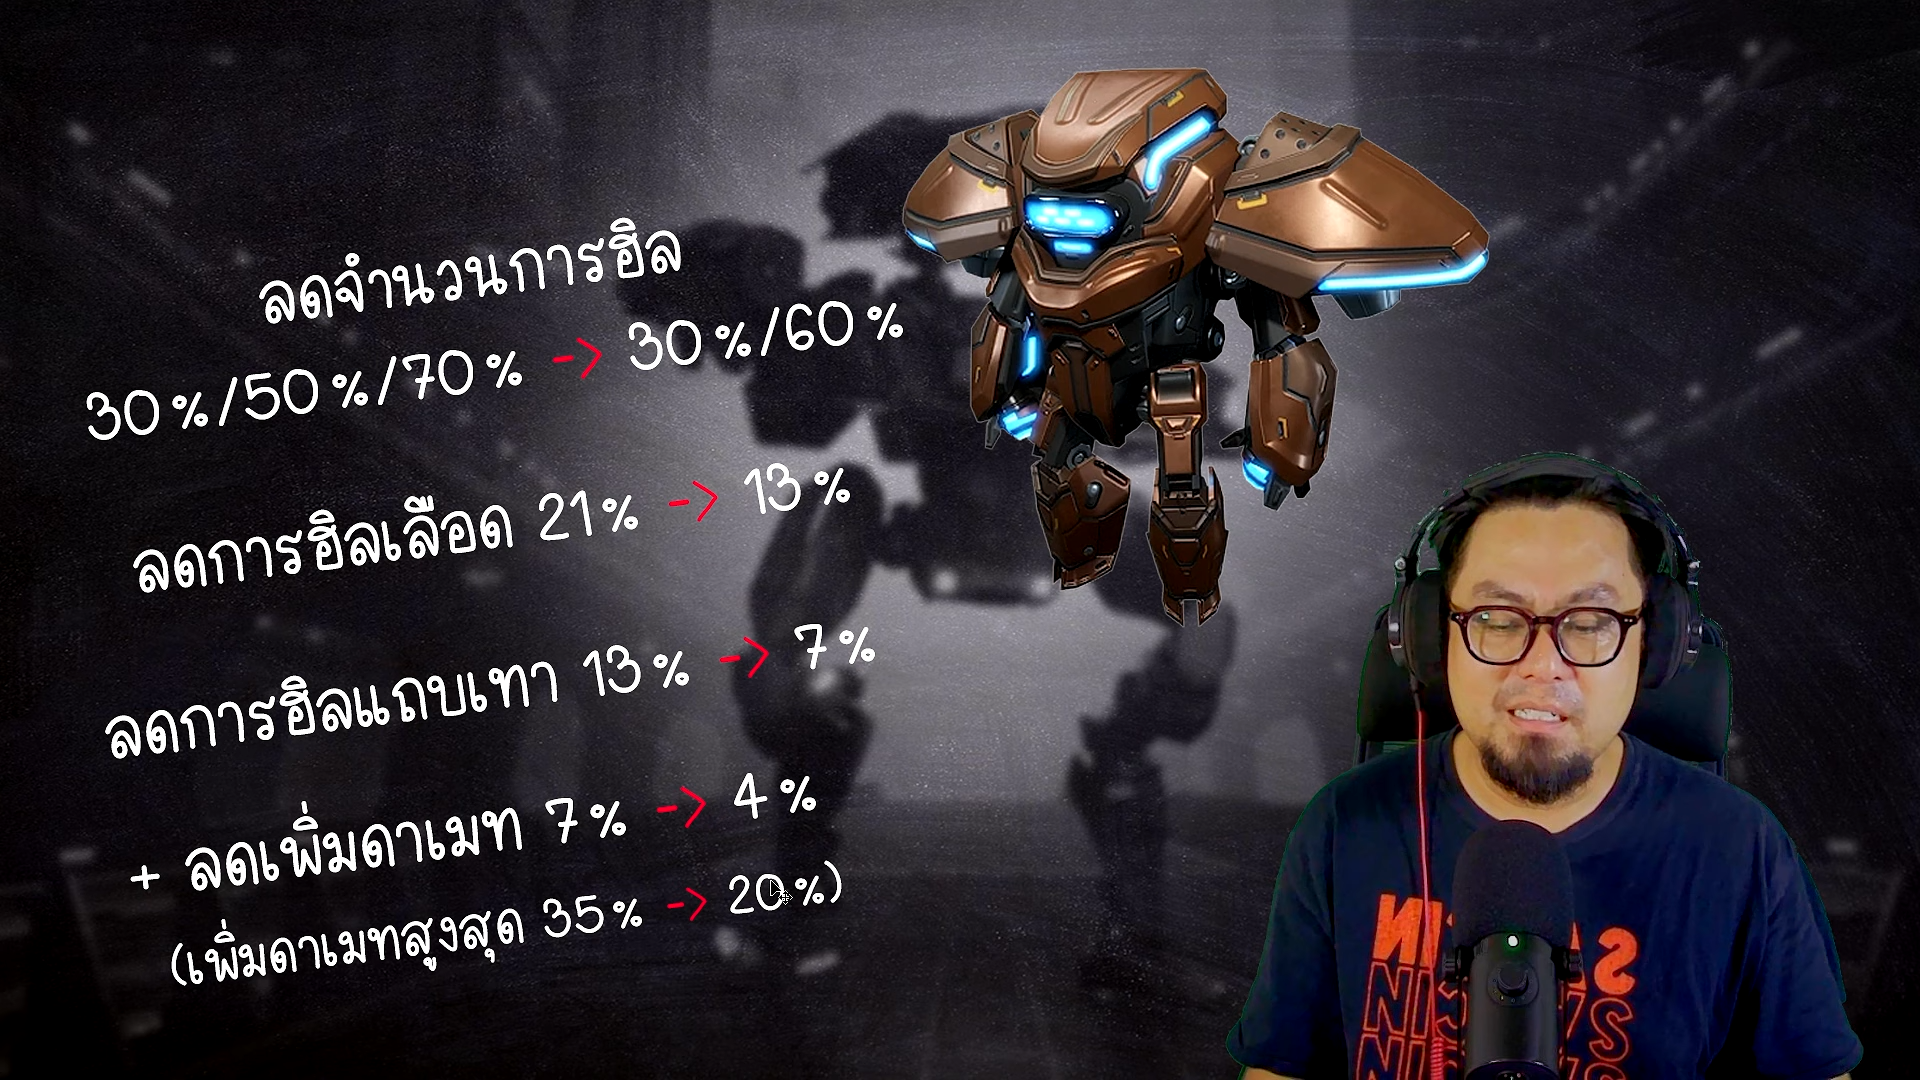 ลดจำนวนการฮิล
30%/50%/70% -> 30%/60%
ลดการฮิลเลือด 21% -> 13%
ลดการฮิลแถบเทา 13% -> 7%
+ ลดเพิ่มดาเมท 7% -> 4%
(เพิ่มดาเมทสูงสุด 35% -> 20%)